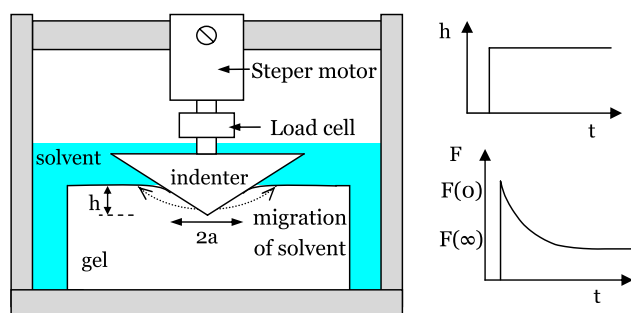 Steper motor
Load cell
solvent
indenter
h
2a
migration
of solvent
gel
h
t
F
F(0)
F(∞)
t